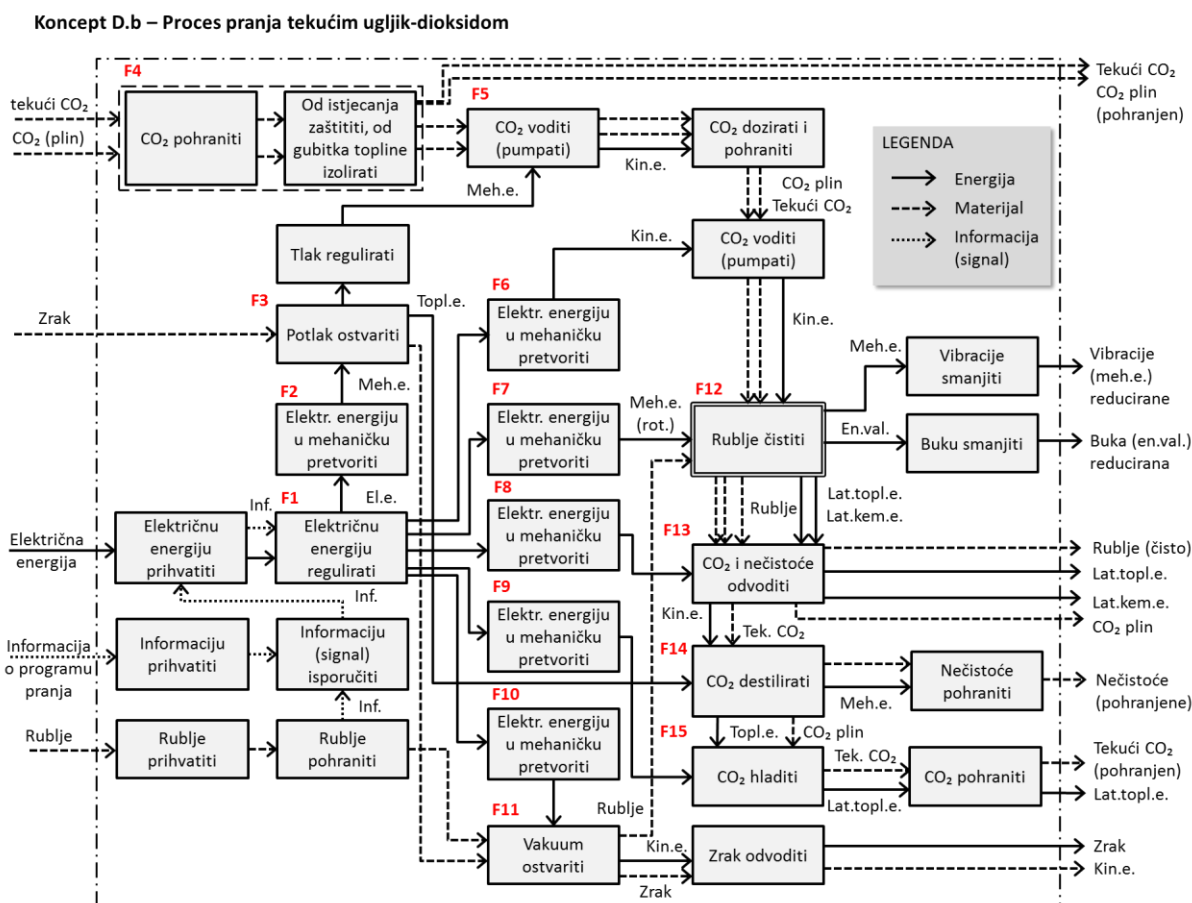 Koncept D.b – Proces pranja tekućim ugljik-dioksidom
F4
tekući CO₂
CO₂ (plin)
CO₂ pohraniti
Od istjecanja
zaštititi, od
gubitka topline
izolirati
F5
CO₂ voditi
(pumpati)
Kin.e.
CO₂ dozirati i
pohraniti
Tekući CO₂
CO₂ plin
(pohranjen)
LEGENDA
Energija
Materijal
Informacija
(signal)
Meh.e.
CO₂ plin
Tekući CO₂
Tlak regulirati
Kin.e.
CO₂ voditi
(pumpati)
Zrak
F3
Potlak ostvariti
Topl.e.
F6
Elektr. energiju
u mehaničku
pretvoriti
Kin.e.
Meh.e.
Vibracije
smanjiti
Vibracije
(meh.e.)
reducirane
Meh.e.
F2
Elektr. energiju
u mehaničku
pretvoriti
F7
Elektr. energiju
u mehaničku
pretvoriti
Meh.e.
(rot.)
F12
Rublje čistiti
En.val.
Buku smanjiti
Buka (en.val.)
reducirana
El.e.
Električna
energija
Električnu
energiju
prihvatiti
Inf.
F1
Električnu
energiju
regulirati
F8
Elektr. energiju
u mehaničku
pretvoriti
Rublje
Lat.topl.e.
Lat.kem.e.
F13
CO₂ i nečistoće
odvoditi
Rublje (čisto)
Lat.topl.e.
Lat.kem.e.
CO₂ plin
Inf.
F9
Elektr. energiju
u mehaničku
pretvoriti
Kin.e.
Tek. CO₂
Informacija
o programu
pranja
Informaciju
prihvatiti
Informaciju
(signal)
isporučiti
F14
CO₂ destilirati
Meh.e.
Nečistoće
pohraniti
Nečistoće
(pohranjene)
Inf.
F10
Elektr. energiju
u mehaničku
pretvoriti
Rublje
Rublje
prihvatiti
Rublje
pohraniti
Topl.e.
CO₂ plin
F15
CO₂ hladiti
Tek. CO₂
Lat.topl.e.
CO₂ pohraniti
Tekući CO₂
(pohranjen)
Lat.topl.e.
Rublje
F11
Vakuum
ostvariti
Kin.e.
Zrak
Zrak odvoditi
Zrak
Kin.e.